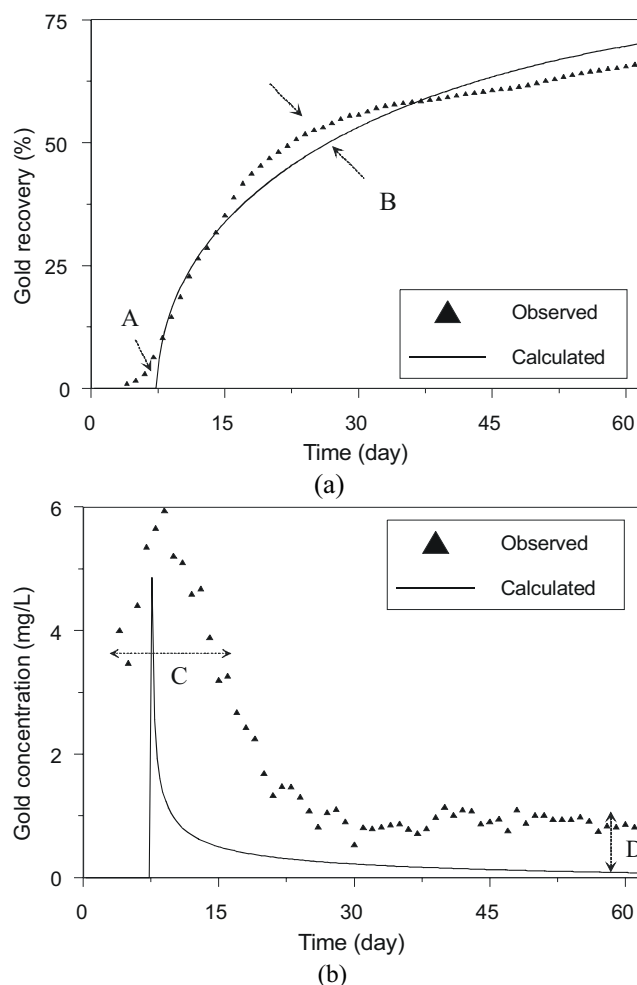 75
50
25
0
Gold recovery (%)
A
B
Observed
Calculated
0 15 30 45 60
Time (day)
(a)
6
4
2
0
Gold concentration (mg/L)
Observed
Calculated
C
D
0 15 30 45 60
Time (day)
(b)